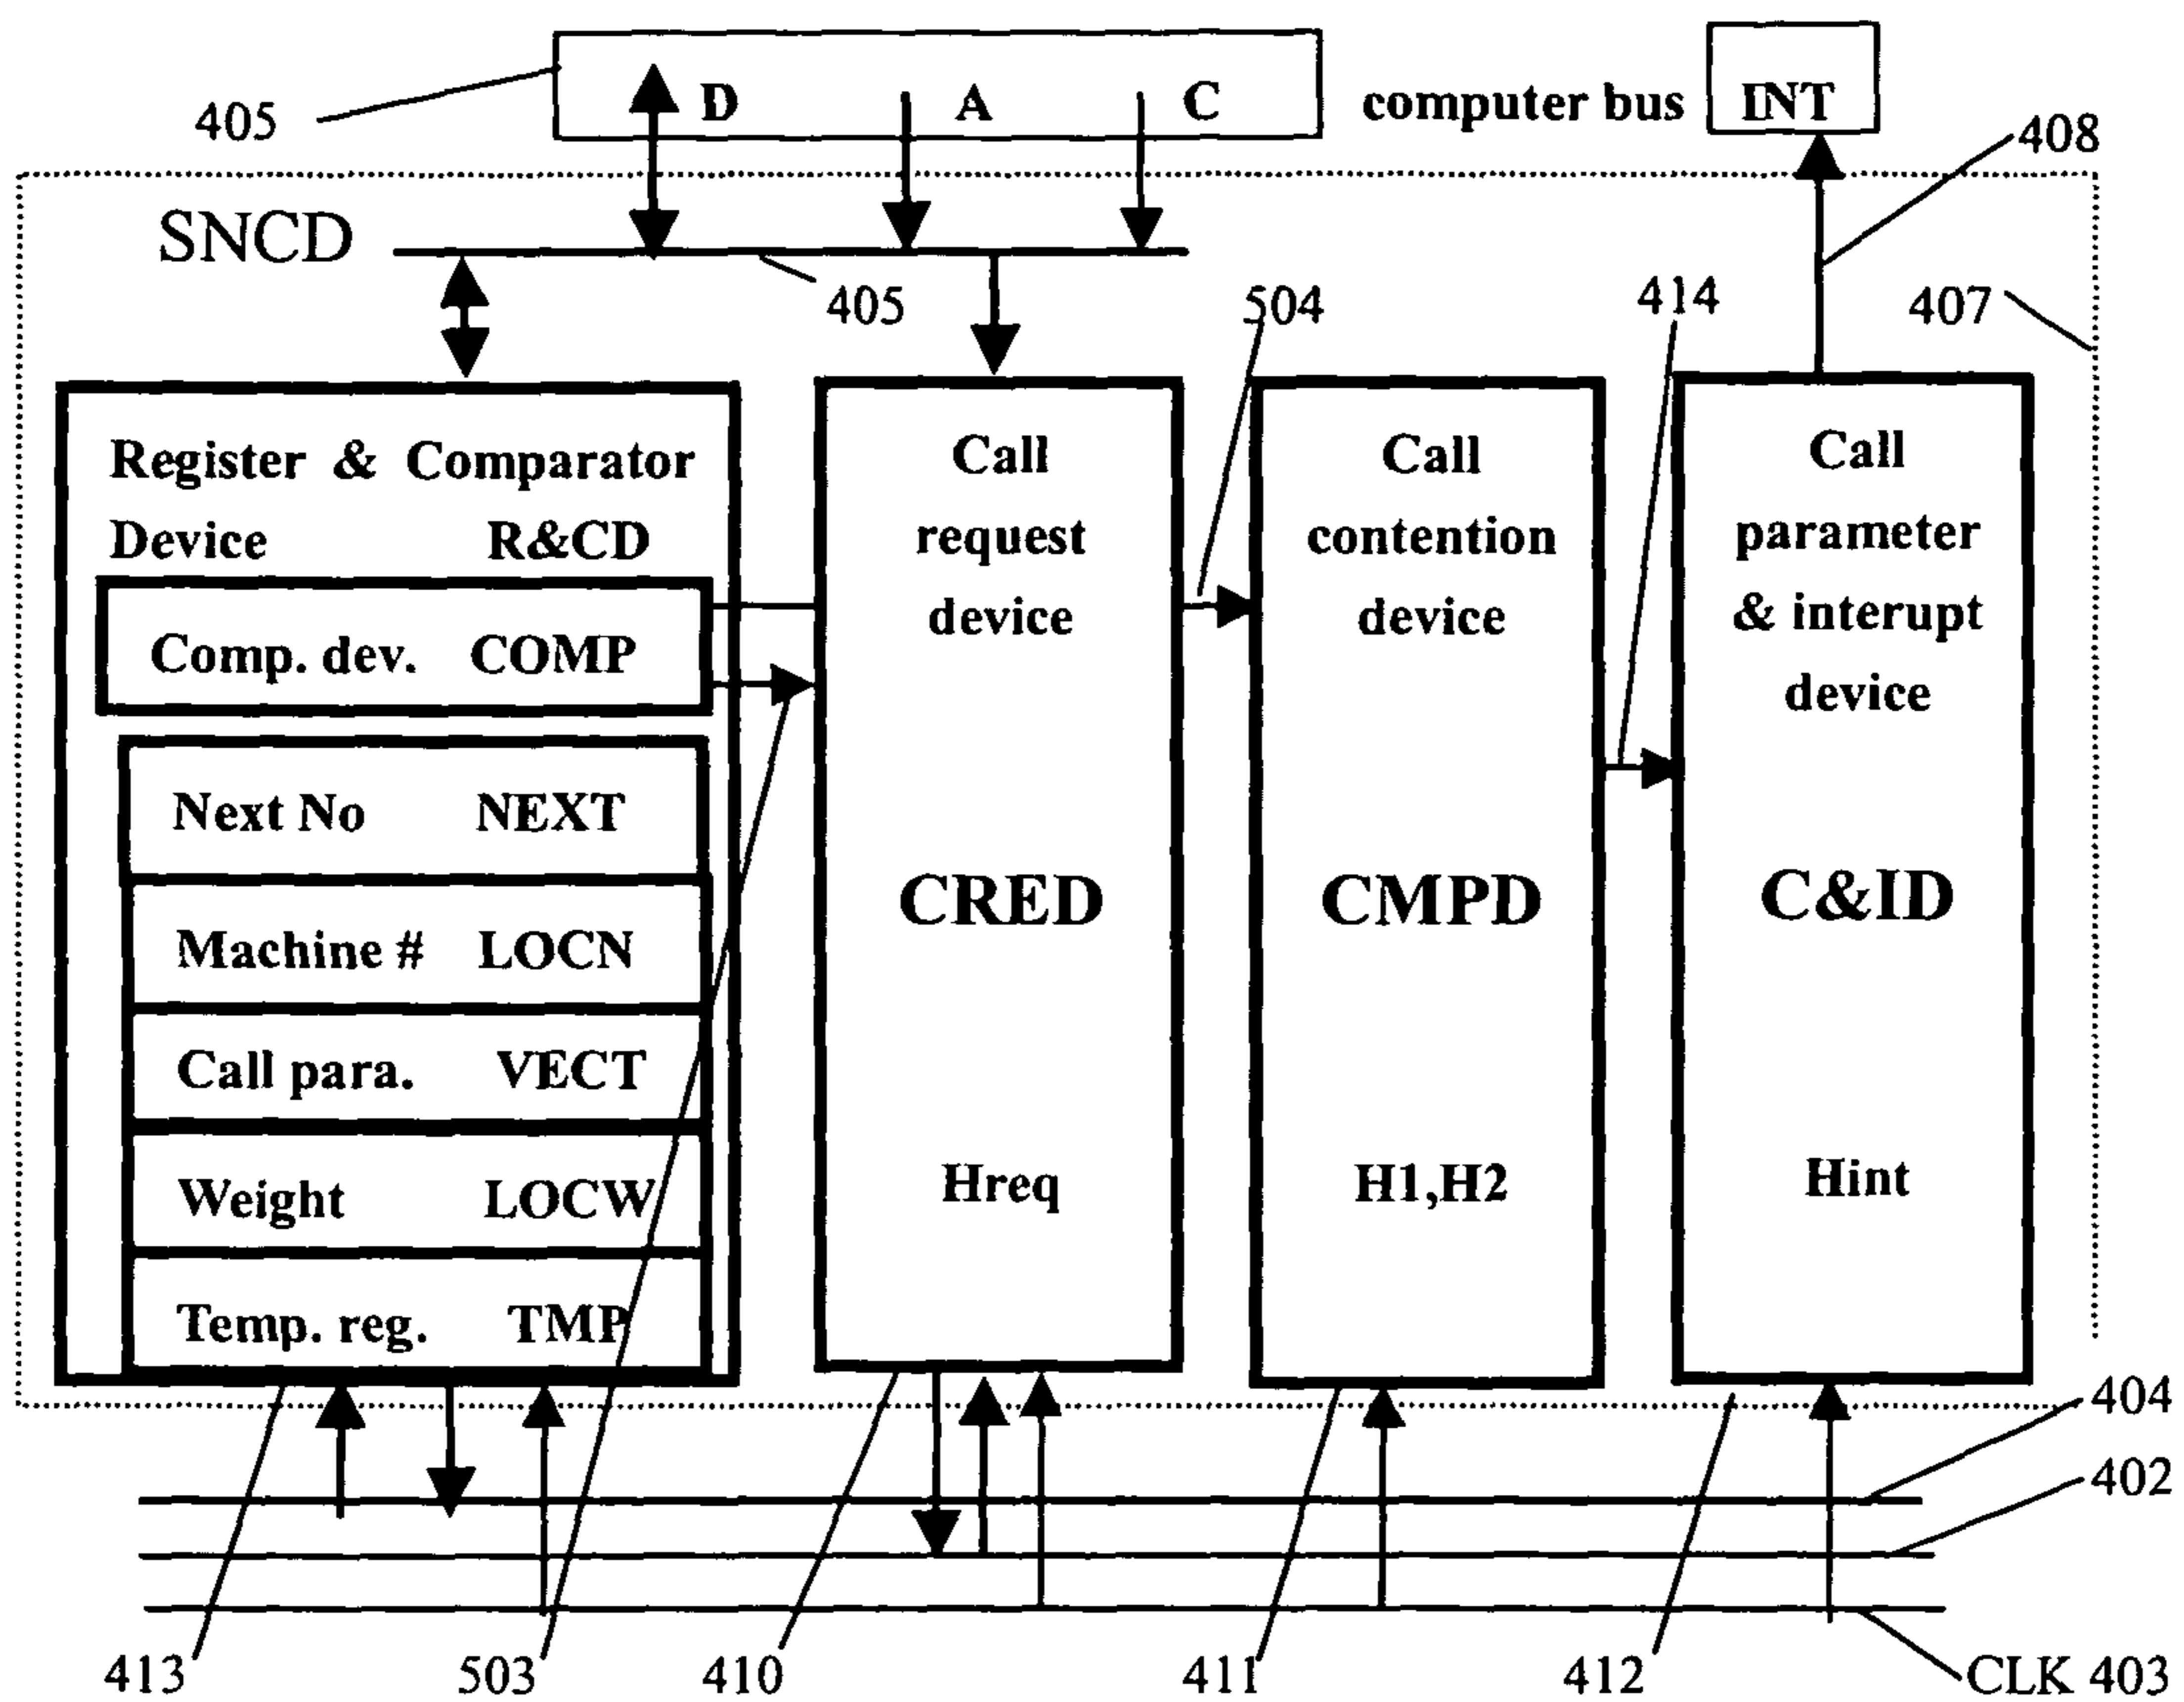 D A C
computer bus
INT
405
408
SNCD
405
504
414
407
Register & Comparator
Device R&CD
Comp. dev. COMP
Next No NEXT
Machine # LOCN
Call para. VECT
Weight LOCW
Temp. reg. TMP
Call
request
device
CRED
Hreq
Call
contention
device
CMPD
H1,H2
Call
parameter
& interupt
device
C&ID
Hint
404
402
413
503
410
411
412
CLK 403